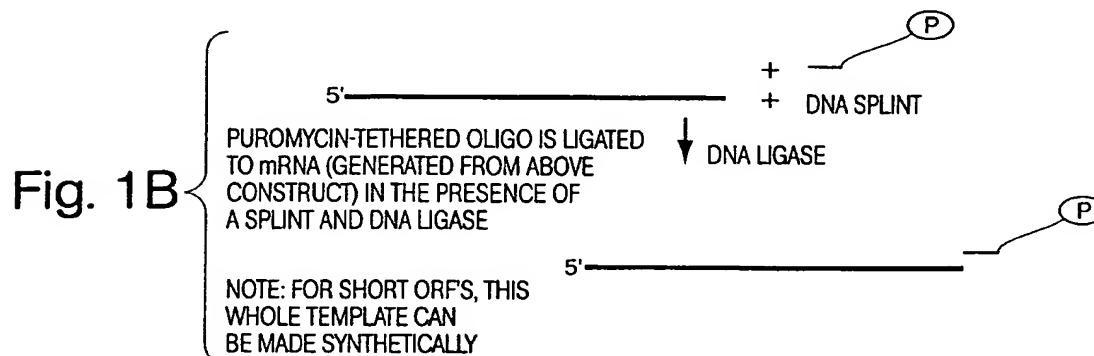 P
+
5'
+ DNA SPLINT
PUROMYCIN-TETHERED OLIGO IS LIGATED
TO mRNA (GENERATED FROM ABOVE
CONSTRUCT) IN THE PRESENCE OF
A SPLINT AND DNA LIGASE
DNA LIGASE
Fig. 1B
P
5'
NOTE: FOR SHORT ORF'S, THIS
WHOLE TEMPLATE CAN
BE MADE SYNTHETICALLY